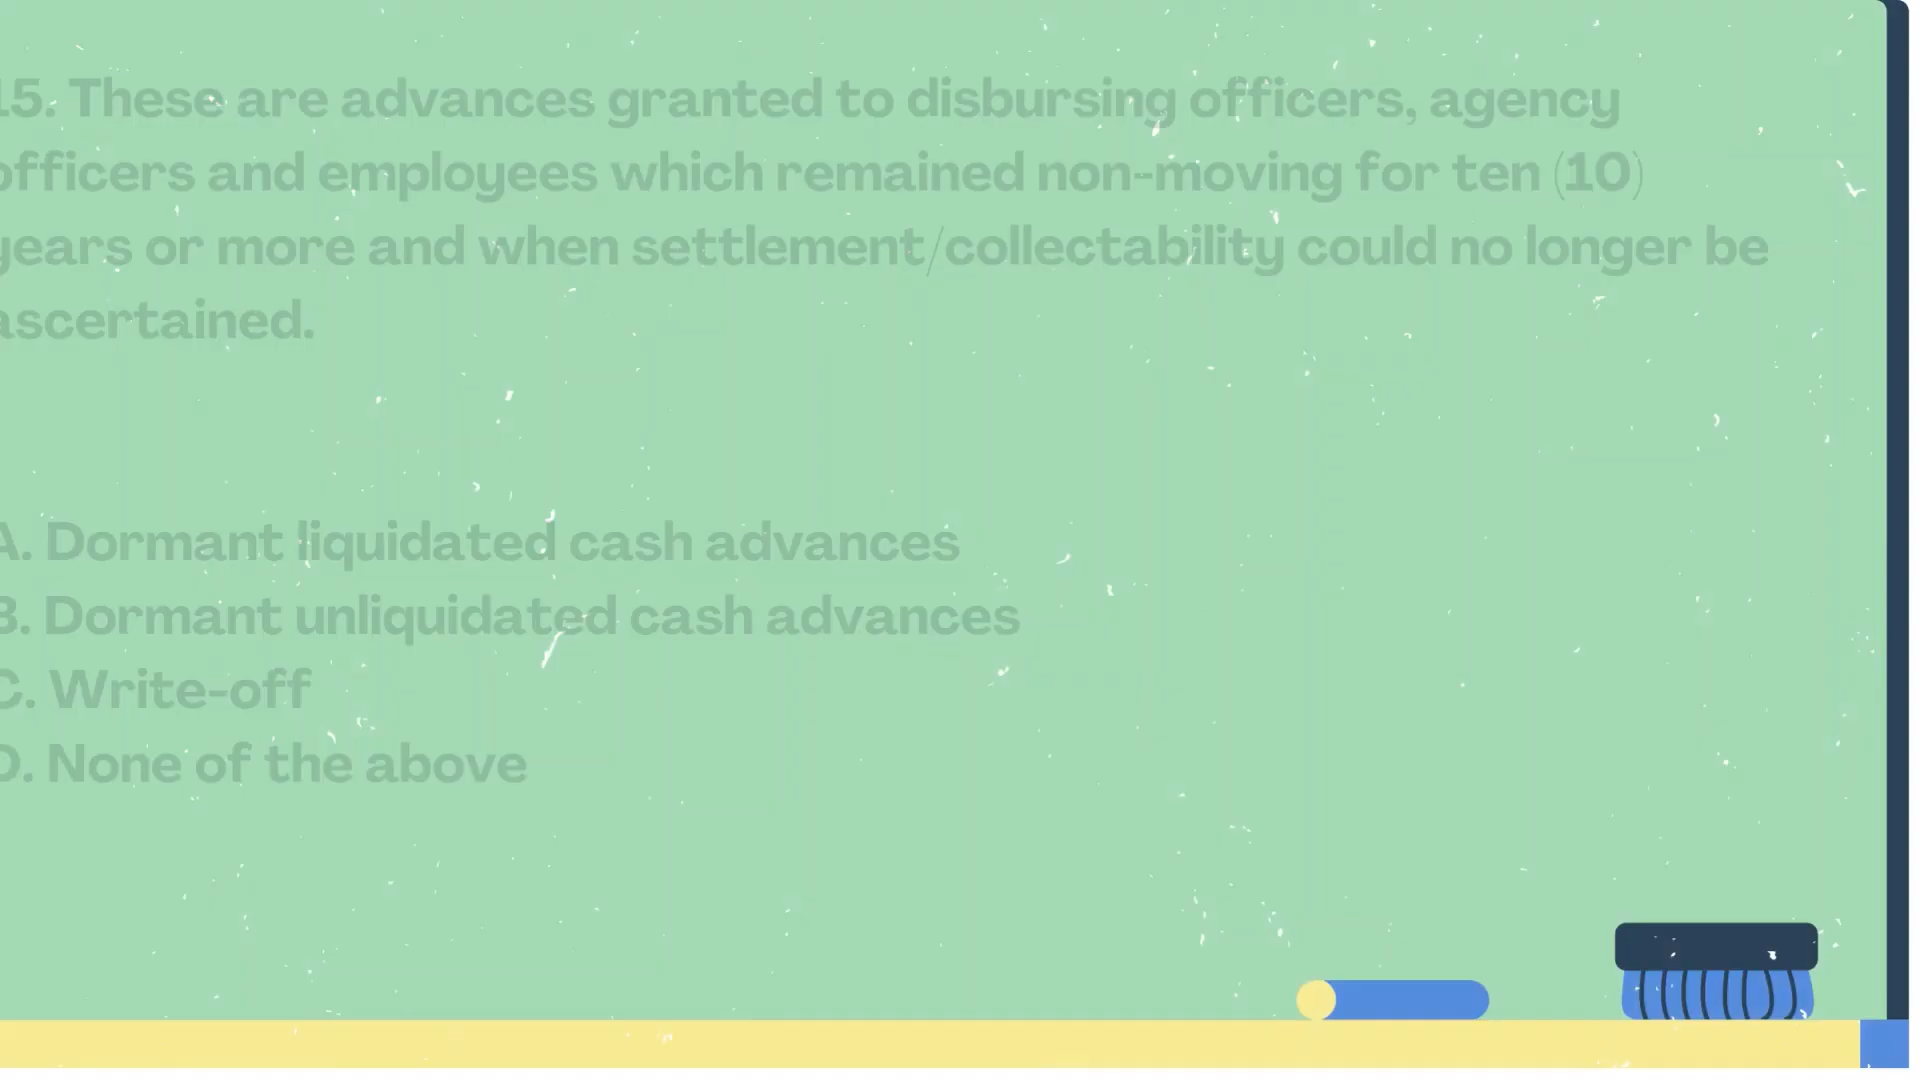 15. These are advances granted to disbursing officers, agency
officers and employees which remained non-moving for ten (10)
years or more and when settlement/collectability could no longer be
ascertained.
A. Dormant liquidated cash advances
B. Dormant unliquidated cash advances
C. Write-off
D. None of the above